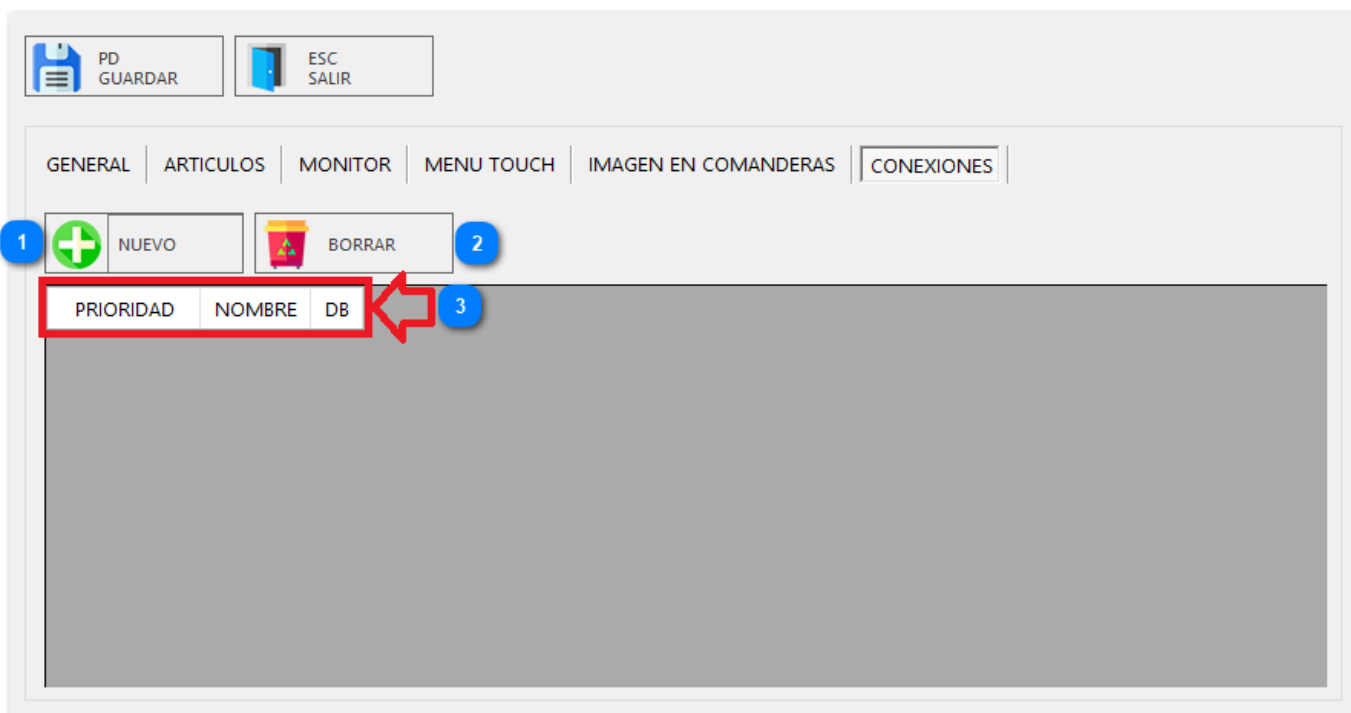 PD
GUARDAR
ESC
SALIR
GENERAL ARTICULOS MONITOR MENU TOUCH IMAGEN EN COMANDERAS CONEXIONES
1 NUEVO BORRAR 2
PRIORIDAD NOMBRE DB 3